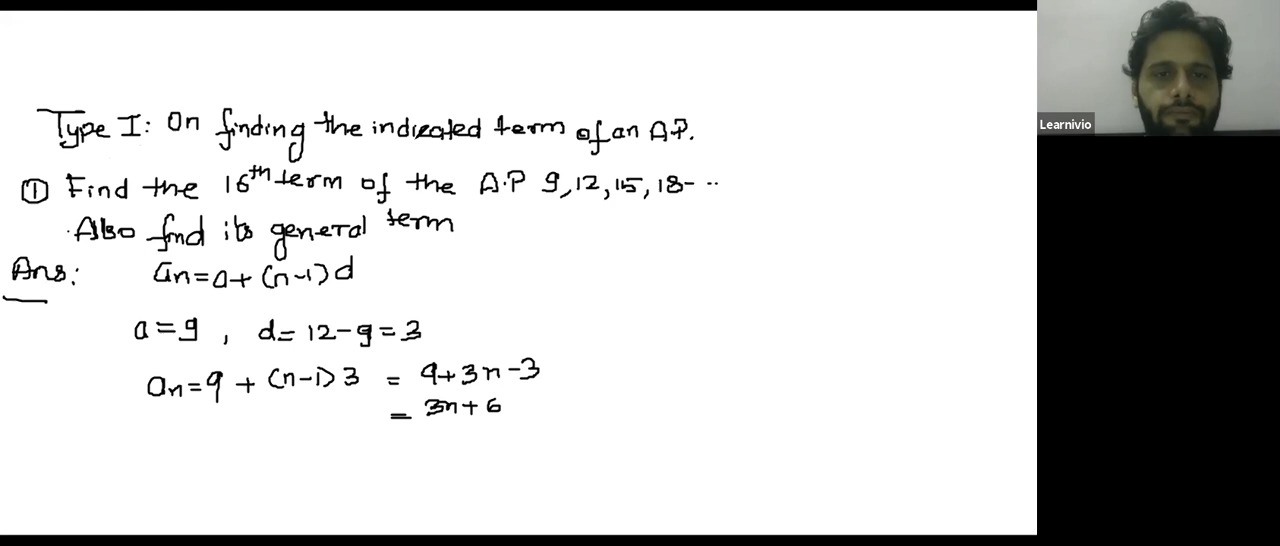 Type I: On finding the indicated term of an A.P.
① Find the 16th term of the A.P 9, 12, 15, 18- ..
Also find its general term
Ans: an = a + (n-1) d
a = 9 , d = 12 - 9 = 3
an = 9 + (n-1) 3 = 9 + 3n - 3
= 3n + 6
Learnivio